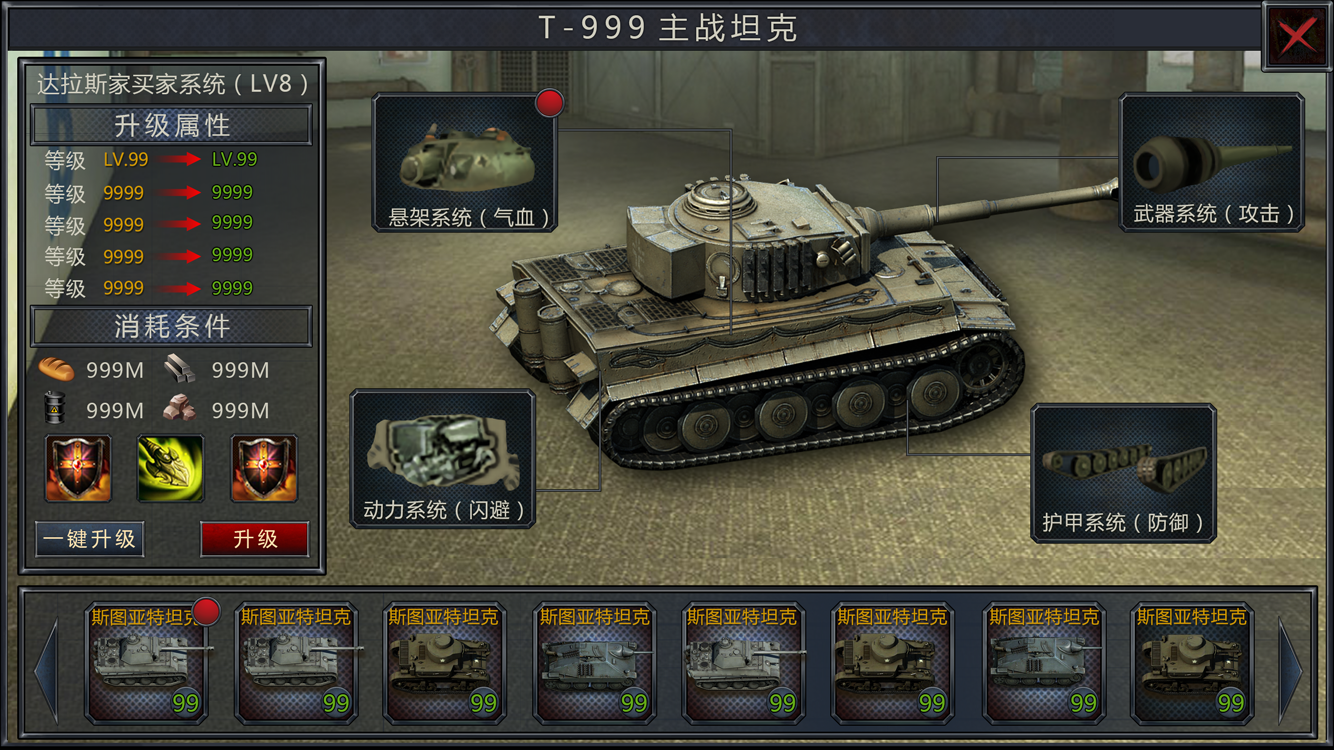 T-999 主战坦克
达拉斯家买家系统（LV8）
升级属性
等级 LV.99 LV.99
等级 9999 9999
等级 9999 9999
等级 9999 9999
等级 9999 9999
消耗条件
999M 999M
999M 999M
一键升级 升级
悬架系统（气血）
武器系统（攻击）
动力系统（闪避）
护甲系统（防御）
斯图亚特坦克 斯图亚特坦克 斯图亚特坦克 斯图亚特坦克 斯图亚特坦克 斯图亚特坦克 斯图亚特坦克 斯图亚特坦克
99 99 99 99 99 99 99 99